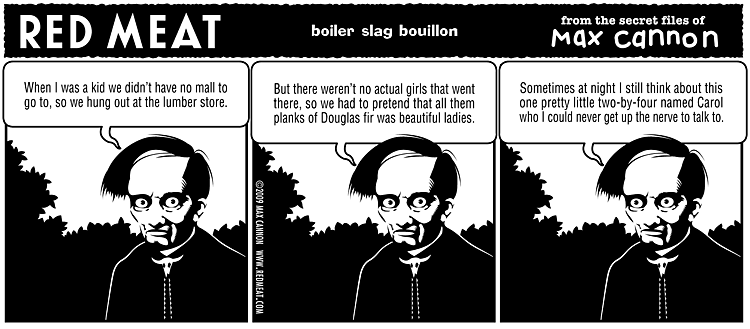 RED MEAT
boiler slag bouillon
from the secret files of
Max cannon
When I was a kid we didn't have no mall to
go to, so we hung out at the lumber store.
But there weren't no actual girls that went
there, so we had to pretend that all them
planks of Douglas fir was beautiful ladies.
©2009 MAX CANNON WWW.REDMEAT.COM
Sometimes at night I still think about this
one pretty little two-by-four named Carol
who I could never get up the nerve to talk to.